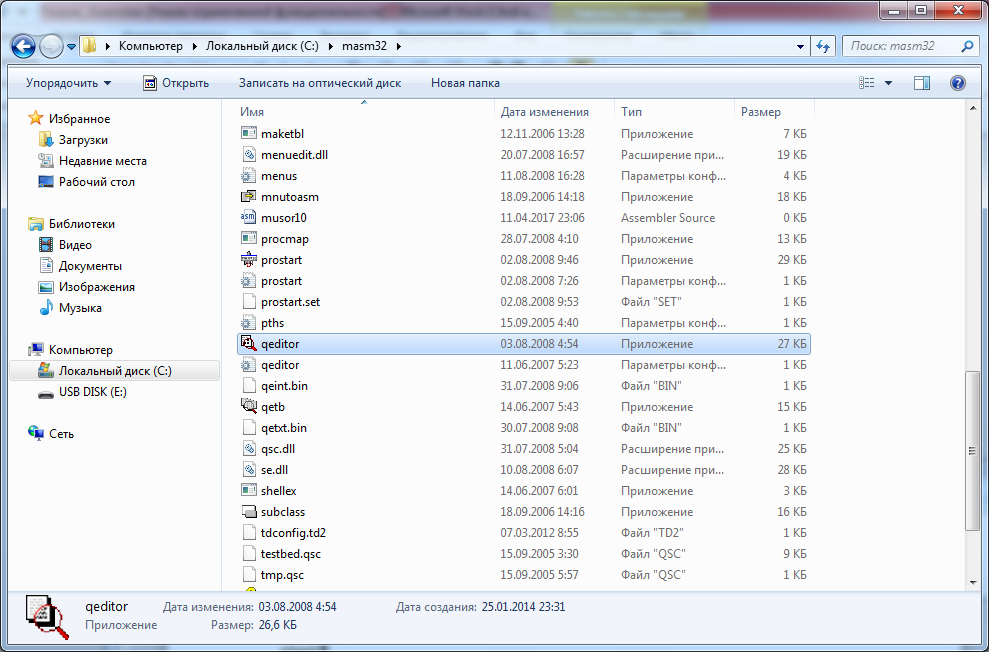 Компьютер Локальный диск (C:) masm32 Поиск: masm32
Упорядочить Открыть Записать на оптический диск Новая папка
Избранное
Загрузки
Недавние места
Рабочий стол
Библиотеки
Видео
Документы
Изображения
Музыка
Компьютер
Локальный диск (C:)
USB DISK (E:)
Сеть
Имя Дата изменения Тип Размер
maketbl 12.11.2006 13:28 Приложение 7 КБ
menuedit.dll 20.07.2008 16:57 Расширение при... 19 КБ
menus 11.08.2008 16:28 Параметры конф... 4 КБ
mnutoasm 18.09.2006 14:18 Приложение 18 КБ
asm musor10 11.04.2017 23:06 Assembler Source 0 КБ
procmap 28.07.2008 4:10 Приложение 13 КБ
prostart 02.08.2008 9:46 Приложение 29 КБ
prostart 02.08.2008 7:26 Параметры конф... 1 КБ
prostart.set 02.08.2008 9:53 Файл "SET" 1 КБ
pths 15.09.2005 4:40 Параметры конф... 1 КБ
qeditor 03.08.2008 4:54 Приложение 27 КБ
qeditor 11.06.2007 5:23 Параметры конф... 1 КБ
qeint.bin 31.07.2008 9:06 Файл "BIN" 1 КБ
qetb 14.06.2007 5:43 Приложение 15 КБ
qetxt.bin 30.07.2008 9:08 Файл "BIN" 1 КБ
qsc.dll 31.07.2008 5:04 Расширение при... 25 КБ
se.dll 10.08.2008 6:07 Расширение при... 28 КБ
shellex 14.06.2007 6:01 Приложение 3 КБ
subclass 18.09.2006 14:16 Приложение 16 КБ
tdconfig.td2 07.03.2012 8:55 Файл "TD2" 1 КБ
testbed.qsc 15.09.2005 3:30 Файл "QSC" 9 КБ
tmp.qsc 15.09.2005 5:57 Файл "QSC" 1 КБ
qeditor Дата изменения: 03.08.2008 4:54 Дата создания: 25.01.2014 23:31
Приложение Размер: 26,6 КБ